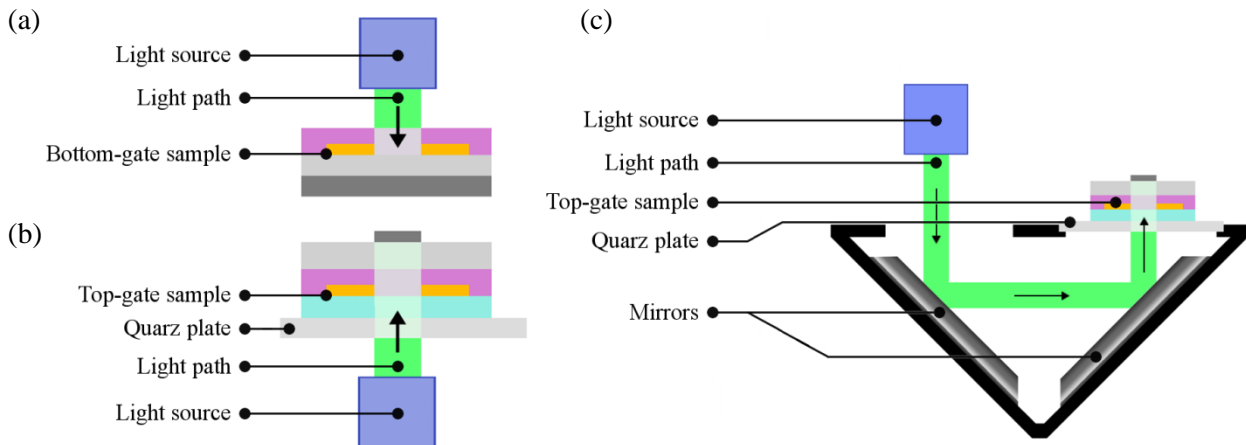 (a)
Light source
Light path
Bottom-gate sample
(b)
Top-gate sample
Quarz plate
Light path
Light source
(c)
Light source
Light path
Top-gate sample
Quarz plate
Mirrors